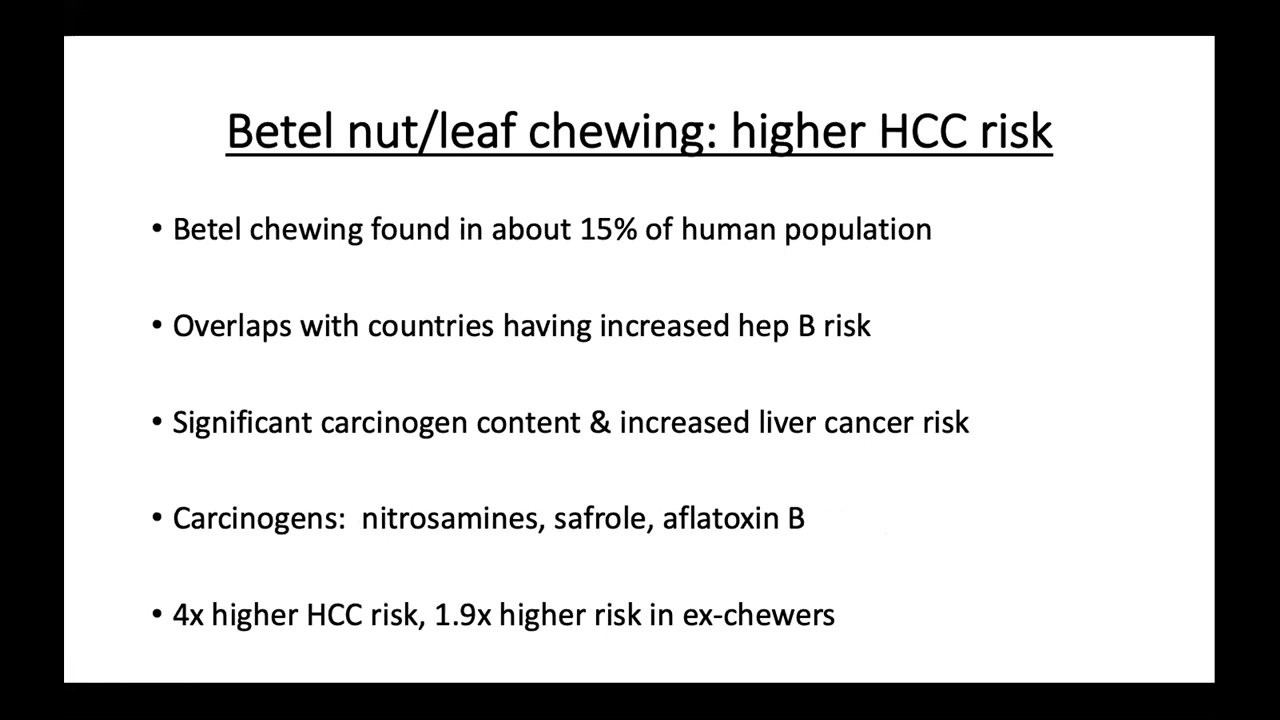 Betel nut/leaf chewing: higher HCC risk
• Betel chewing found in about 15% of human population
• Overlaps with countries having increased hep B risk
• Significant carcinogen content & increased liver cancer risk
• Carcinogens:  nitrosamines, safrole, aflatoxin B
• 4x higher HCC risk, 1.9x higher risk in ex-chewers